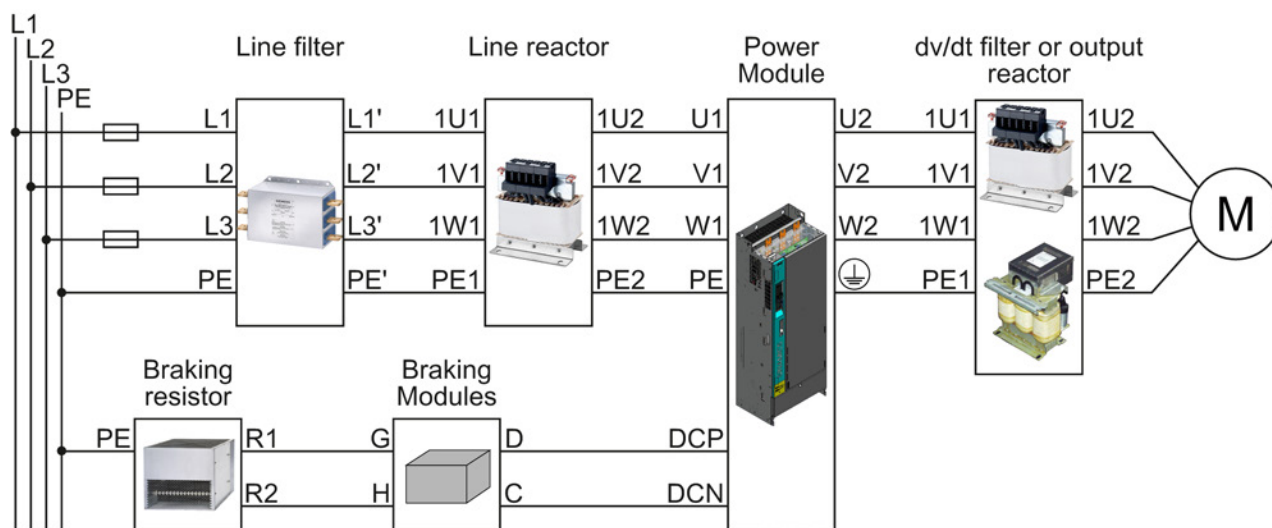 L1
L2
L3
PE
Line filter
Line reactor
Power
Module
dv/dt filter or output
reactor
L1 L1' 1U1 1U2 U1 U2 1U1 1U2
L2 L2' 1V1 1V2 V1 V2 1V1 1V2
L3 L3' 1W1 1W2 W1 W2 1W1 1W2
M
PE PE' PE1 PE2 PE PE1 PE2
Braking
resistor
Braking
Modules
PE R1 G D DCP
R2 H C DCN